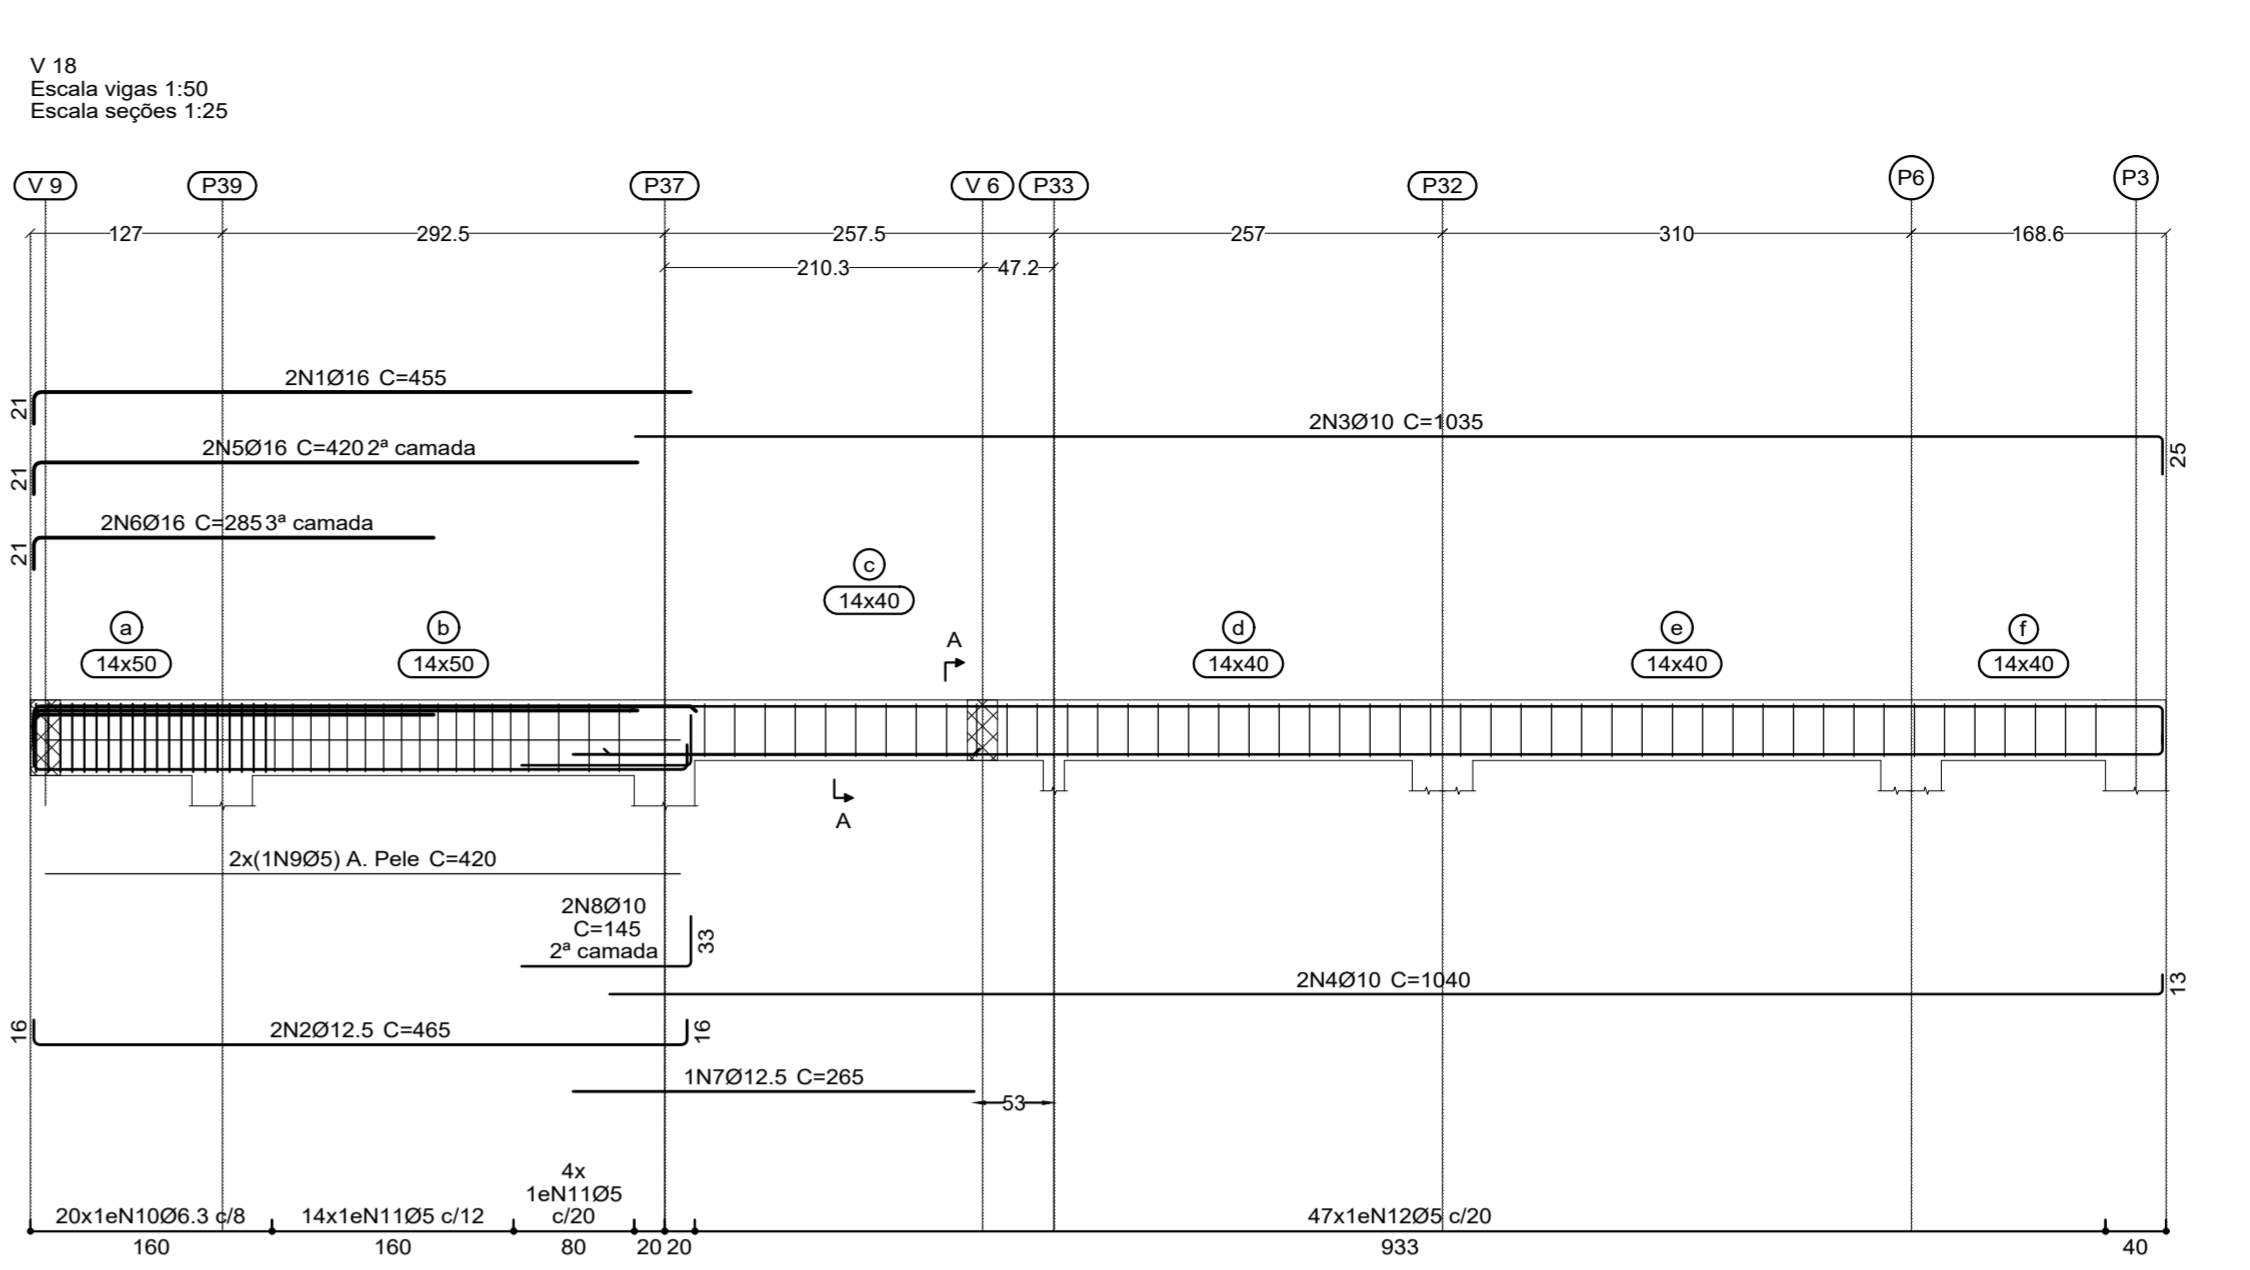 V 18
Escala vigas 1:50
Escala seções 1:25
V 9
P39
P37
V 6
P33
P32
P6
P3
127
292.5
257.5
257
310
168.6
210.3
47.2
2N1Ø16 C=455
21
2N3Ø10 C=1035
25
2N5Ø16 C=420 2ª camada
21
2N6Ø16 C=285 3ª camada
21
c
14x40
a
b
d
e
f
14x50
14x50
14x40
14x40
14x40
A
A
2x(1N9Ø5) A. Pele C=420
2N8Ø10
C=145
2ª camada
33
2N4Ø10 C=1040
13
16
2N2Ø12.5 C=465
16
1N7Ø12.5 C=265
53
4x
1eN11Ø5
c/20
20x1eN10Ø6.3 c/8
14x1eN11Ø5 c/12
47x1eN12Ø5 c/20
160
160
80
20
20
933
40